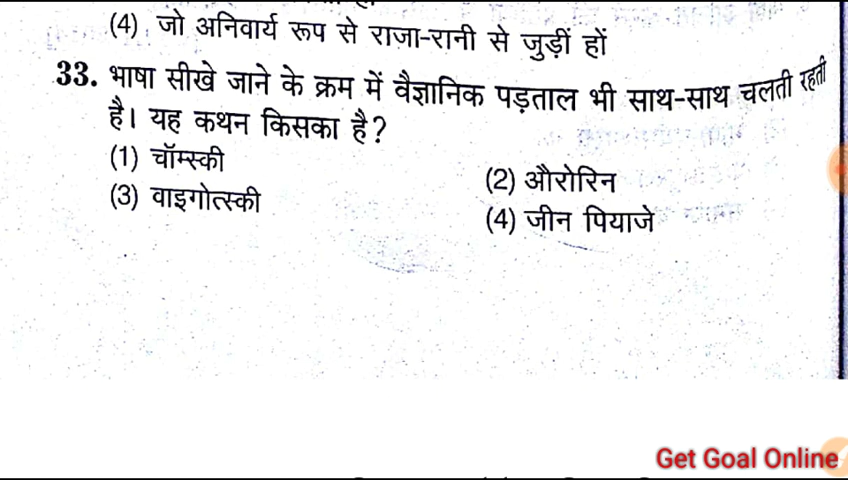 (4) जो अनिवार्य रूप से राजा-रानी से जुड़ीं हों
33. भाषा सीखे जाने के क्रम में वैज्ञानिक पड़ताल भी साथ-साथ चलती रहती
है। यह कथन किसका है?
(1) चॉम्स्की
(2) औरोरिन
(3) वाइगोत्स्की
(4) जीन पियाजे
Get Goal Online